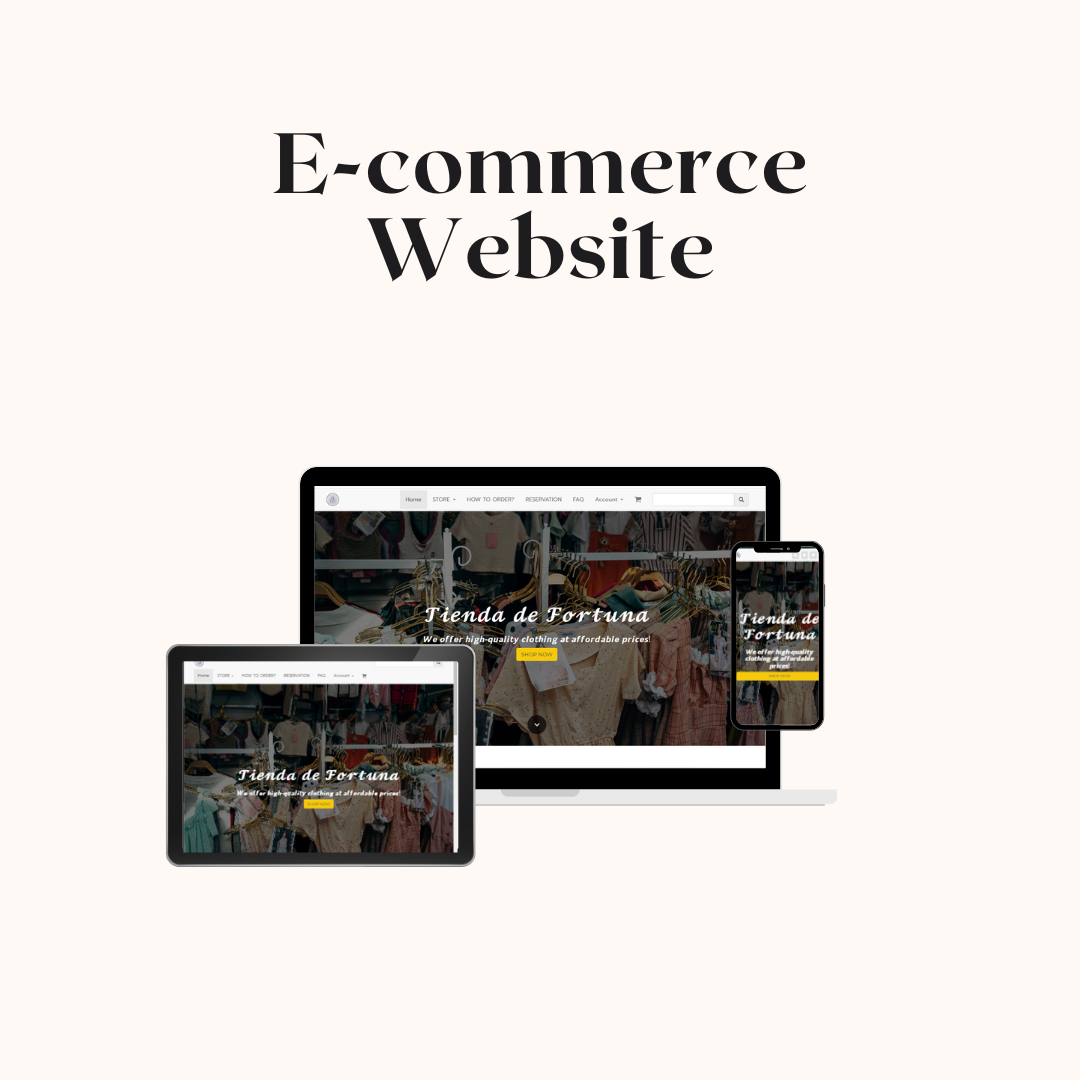 E-commerce
Website
Home STORE HOW TO ORDER? RESERVATION FAQ Account
Tienda de Fortuna
We offer high-quality clothing at affordable prices!
SHOP NOW
Tienda de
Fortuna
We offer high-quality
clothing at affordable
prices!
SHOP NOW
Home STORE HOW TO ORDER? RESERVATION FAQ Account
Tienda de Fortuna
We offer high-quality clothing at affordable prices!
SHOP NOW